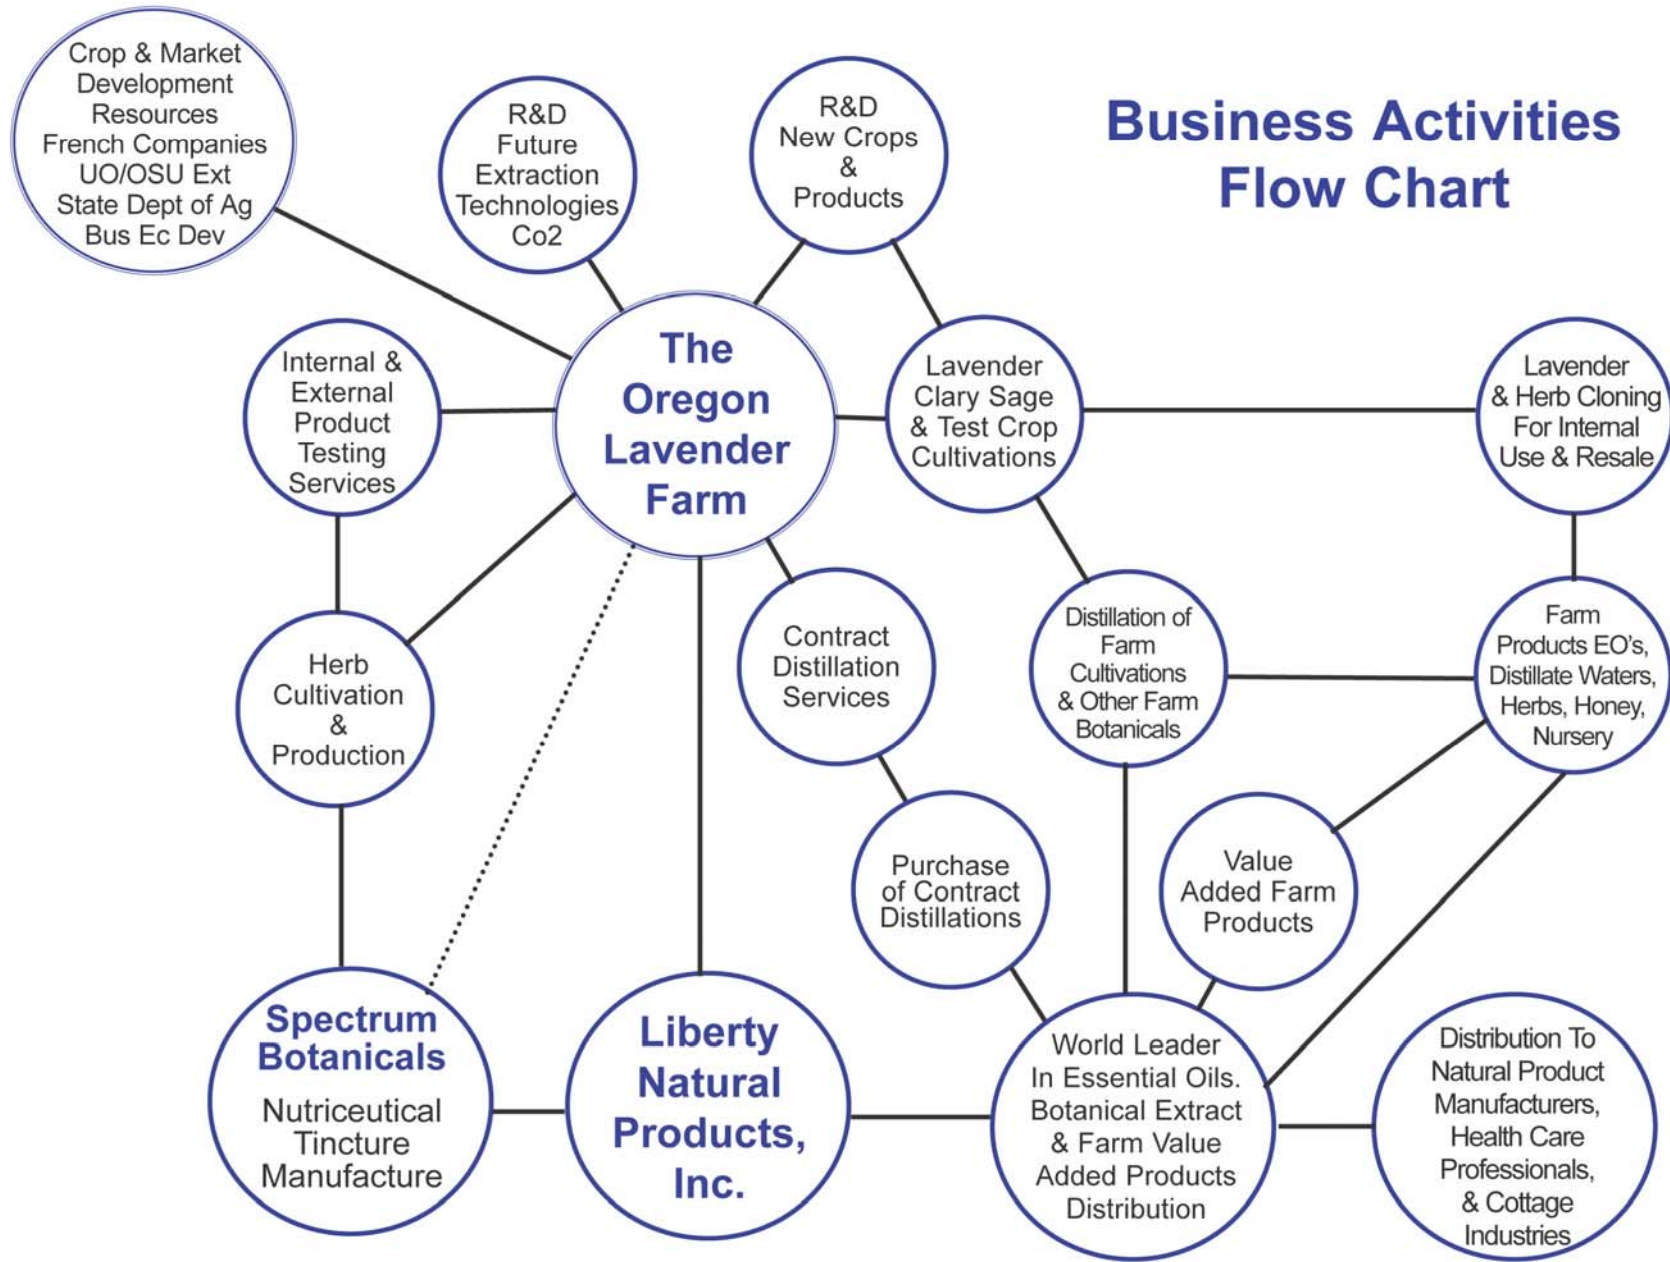 Business Activities
Flow Chart
Crop & Market
Development
Resources
French Companies
UO/OSU Ext
State Dept of Ag
Bus Ec Dev
R&D
Future
Extraction
Technologies
Co2
R&D
New Crops
&
Products
Internal &
External
Product
Testing
Services
The
Oregon
Lavender
Farm
Lavender
Clary Sage
& Test Crop
Cultivations
Lavender
& Herb Cloning
For Internal
Use & Resale
Herb
Cultivation
&
Production
Contract
Distillation
Services
Distillation of
Farm
Cultivations
& Other Farm
Botanicals
Farm
Products EO's,
Distillate Waters,
Herbs, Honey,
Nursery
Purchase
of Contract
Distillations
Value
Added Farm
Products
Spectrum
Botanicals
Nutriceutical
Tincture
Manufacture
Liberty
Natural
Products,
Inc.
World Leader
In Essential Oils.
Botanical Extract
& Farm Value
Added Products
Distribution
Distribution To
Natural Product
Manufacturers,
Health Care
Professionals,
& Cottage
Industries